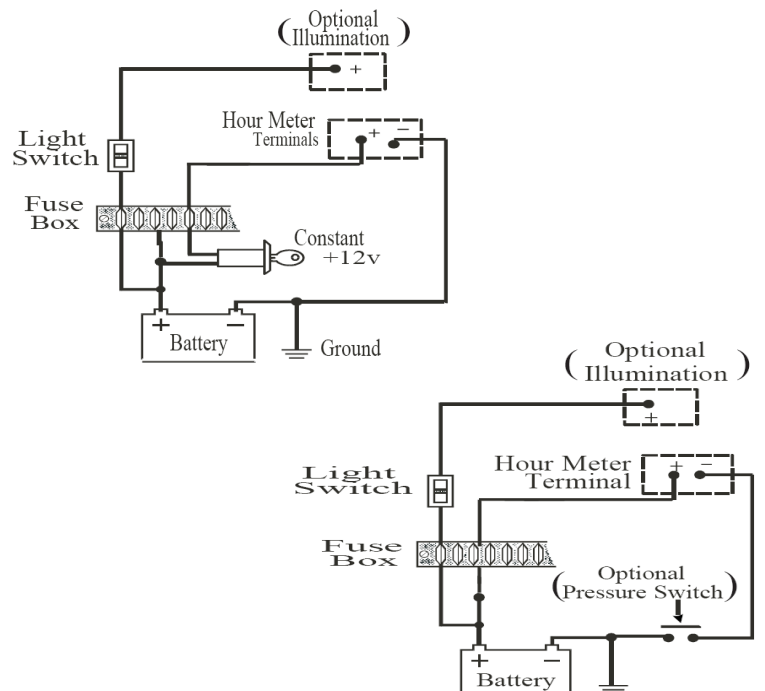 (Optional
Illumination)
+
Hour Meter
Terminals
+ −
Light
Switch
Fuse
Box
Constant
+12v
+ −
Battery
Ground
(Optional
Illumination)
+
Hour Meter
Terminal
+ −
Light
Switch
Fuse
Box
(Optional
Pressure Switch)
+ −
Battery